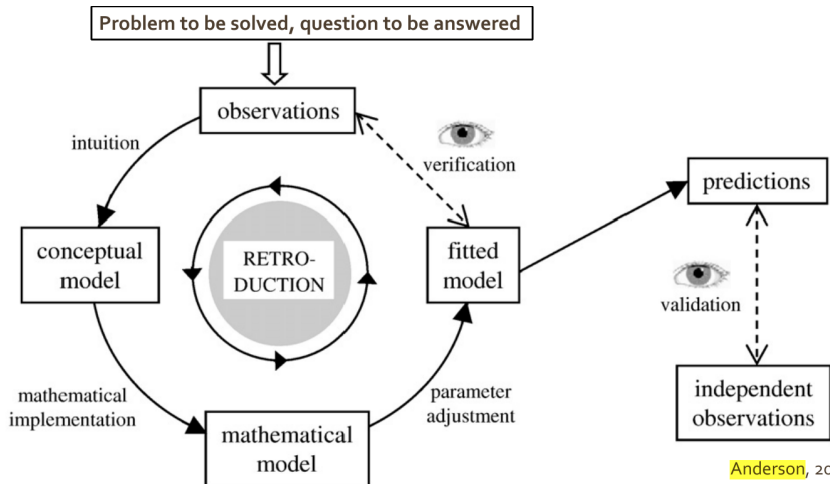 Problem to be solved, question to be answered
observations
intuition
verification
predictions
conceptual
model
RETRO-
DUCTION
fitted
model
validation
mathematical
implementation
parameter
adjustment
independent
observations
mathematical
model
Anderson, 20